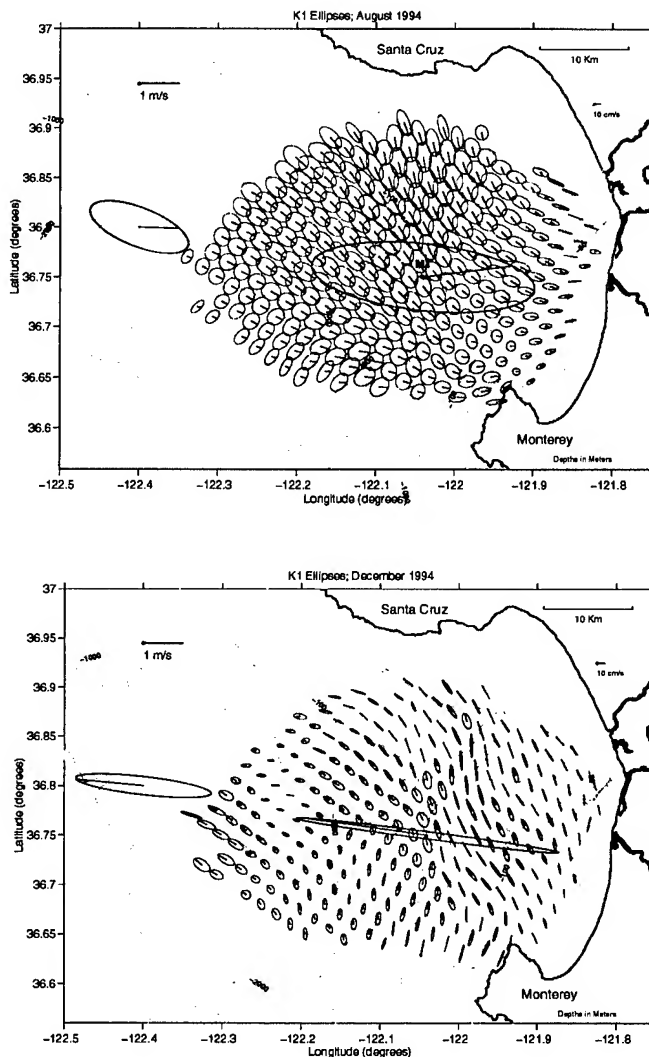 K1 Ellipses; August 1994
37
36.95
36.9
36.85
36.8
36.75
36.7
36.65
36.6
Latitude (degrees)
Santa Cruz
10 Km
1 m/s
10 cm/s
Monterey
Depths in Meters
−122.5
−122.4
−122.3
−122.2
−122.1
−122
−121.9
−121.8
Longitude (degrees)
K1 Ellipses; December 1994
37
36.95
36.9
36.85
36.8
36.75
36.7
36.65
36.6
Latitude (degrees)
Santa Cruz
10 Km
1 m/s
−1000
10 cm/s
−2000
Monterey
Depths in Meters
−122.5
−122.4
−122.3
−122.2
−122.1
−122
−121.9
−121.8
Longitude (degrees)